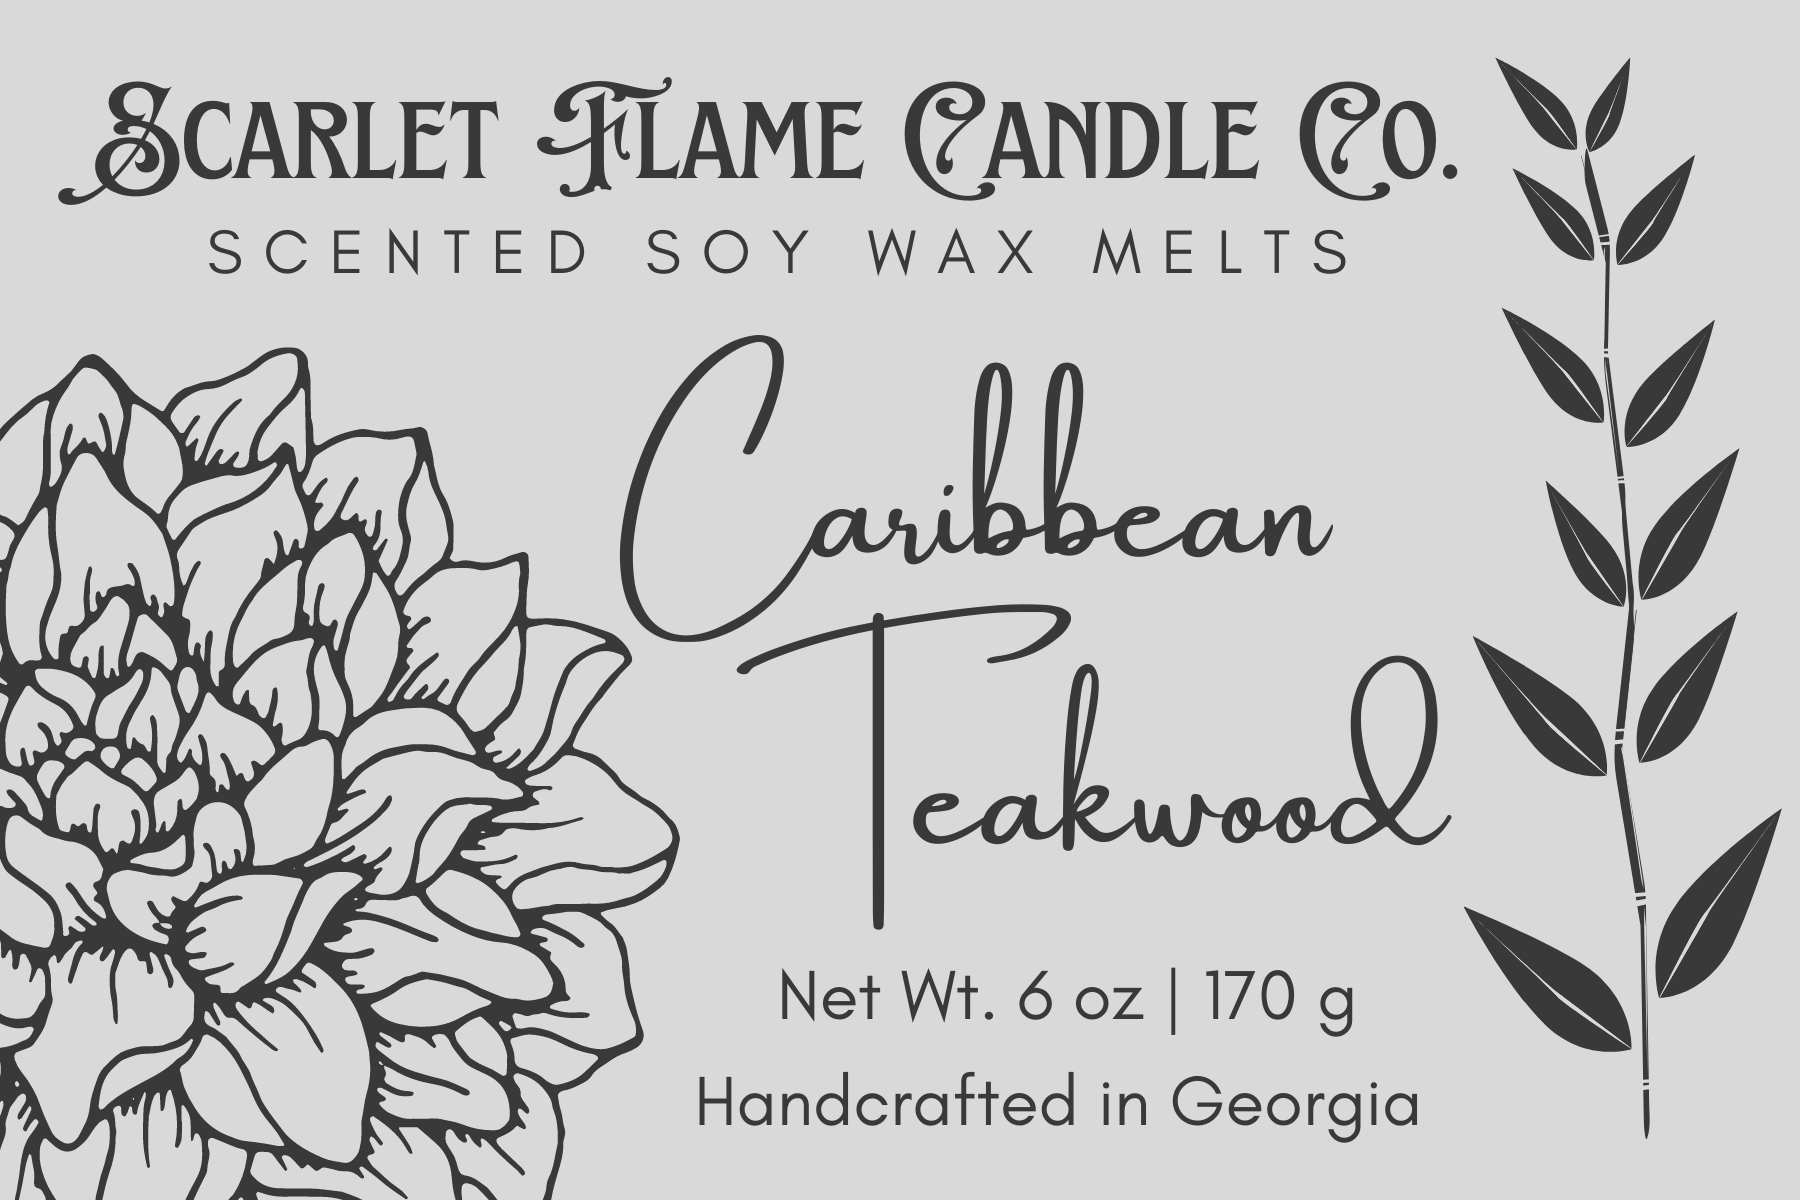 Scarlet Flame Candle Co.
SCENTED SOY WAX MELTS
Caribbean
Teakwood
Net Wt. 6 oz | 170 g
Handcrafted in Georgia